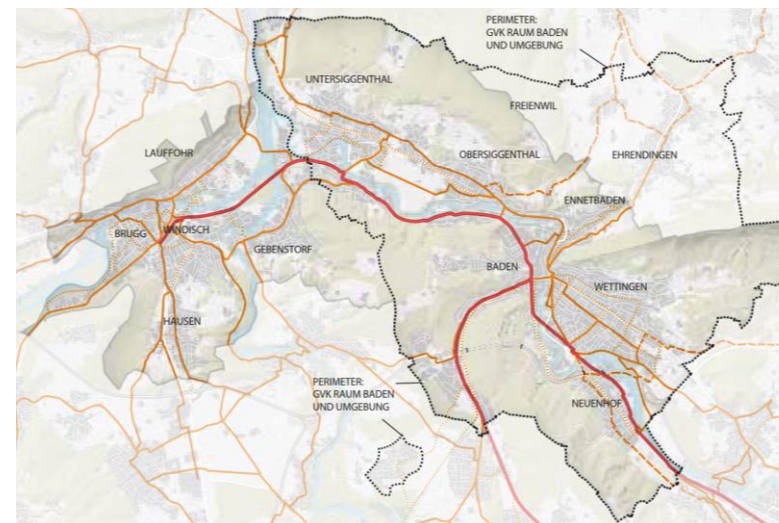 PERIMETER:
GVK RAUM BADEN
UND UMGEBUNG
UNTERSIGGENTHAL
FREIENWIL
LAUFFOHR
OBERSIGGENTHAL
EHRENDINGEN
ENNETBADEN
BRUGG
WINDISCH
GEBENSTORF
BADEN
WETTINGEN
HAUSEN
PERIMETER:
GVK RAUM BADEN
UND UMGEBUNG
NEUENHOF